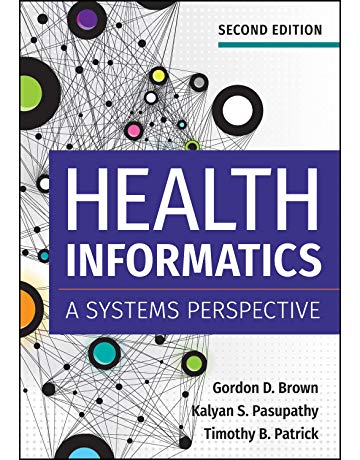 SECOND EDITION
HEALTH
INFORMATICS
A SYSTEMS PERSPECTIVE
Gordon D. Brown
Kalyan S. Pasupathy
Timothy B. Patrick